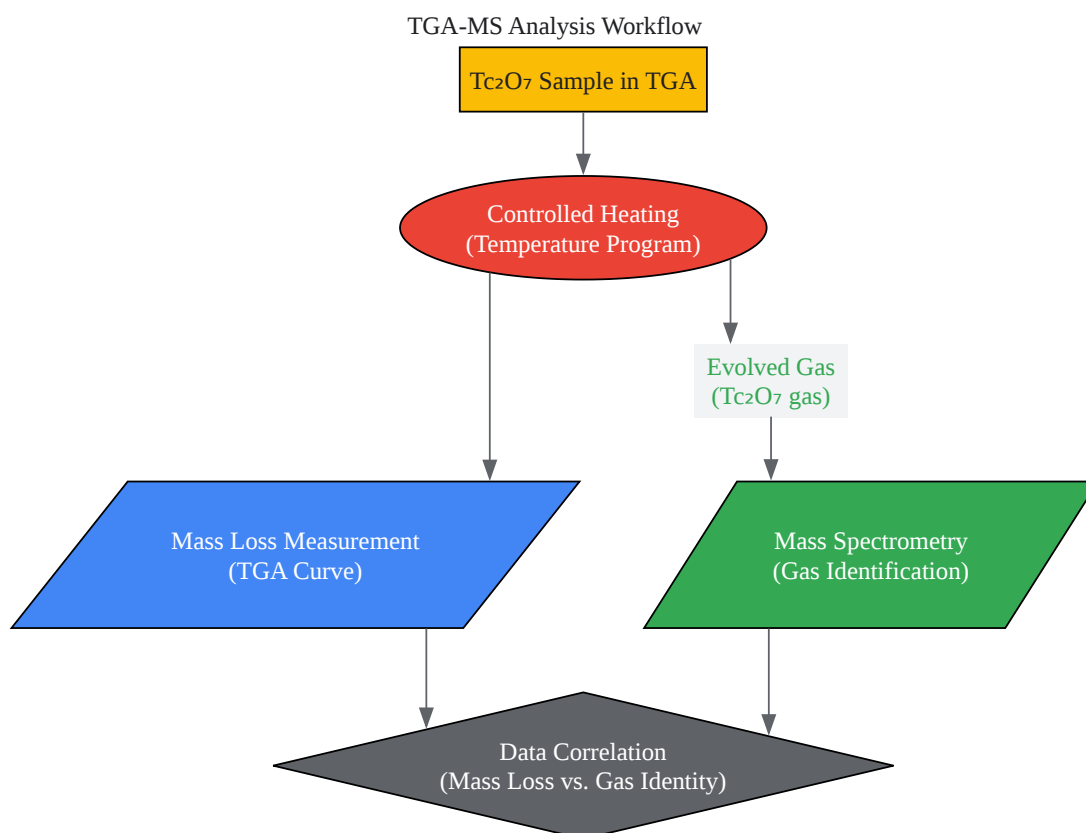 TGA-MS Analysis Workflow
Tc₂O₇ Sample in TGA
Controlled Heating
(Temperature Program)
Evolved Gas
(Tc₂O₇ gas)
Mass Loss Measurement
(TGA Curve)
Mass Spectrometry
(Gas Identification)
Data Correlation
(Mass Loss vs. Gas Identity)